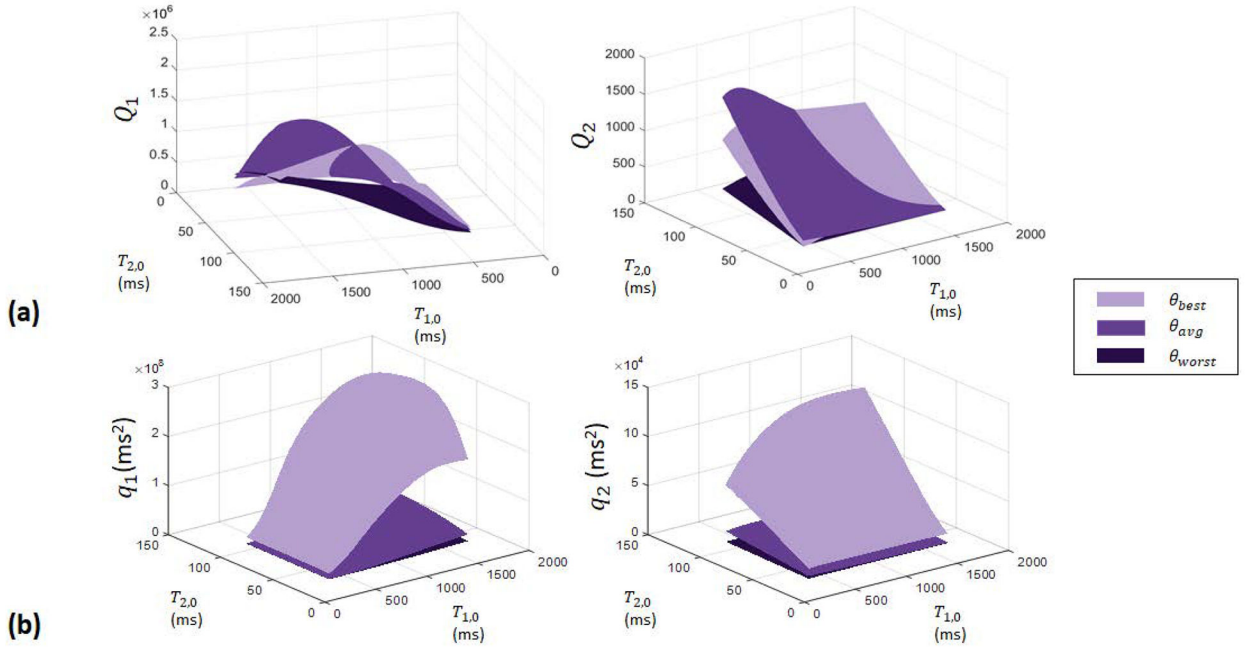 ×10⁶
2.5
2
1.5
1
0.5
0
Q₁
0
50
100
150
T₂,₀
(ms)
2000
1500
1000
500
0
T₁,₀
(ms)
2000
1500
1000
500
0
Q₂
150
100
50
0
T₂,₀
(ms)
500
1000
1500
2000
T₁,₀
(ms)
(a)
θbest
θavg
θworst
×10⁸
3
2
1
0
q₁(ms²)
150
100
50
0
T₂,₀
(ms)
0
500
1000
1500
2000
T₁,₀
(ms)
×10⁴
15
10
5
0
q₂ (ms²)
150
100
50
0
T₂,₀
(ms)
0
500
1000
1500
2000
T₁,₀
(ms)
(b)